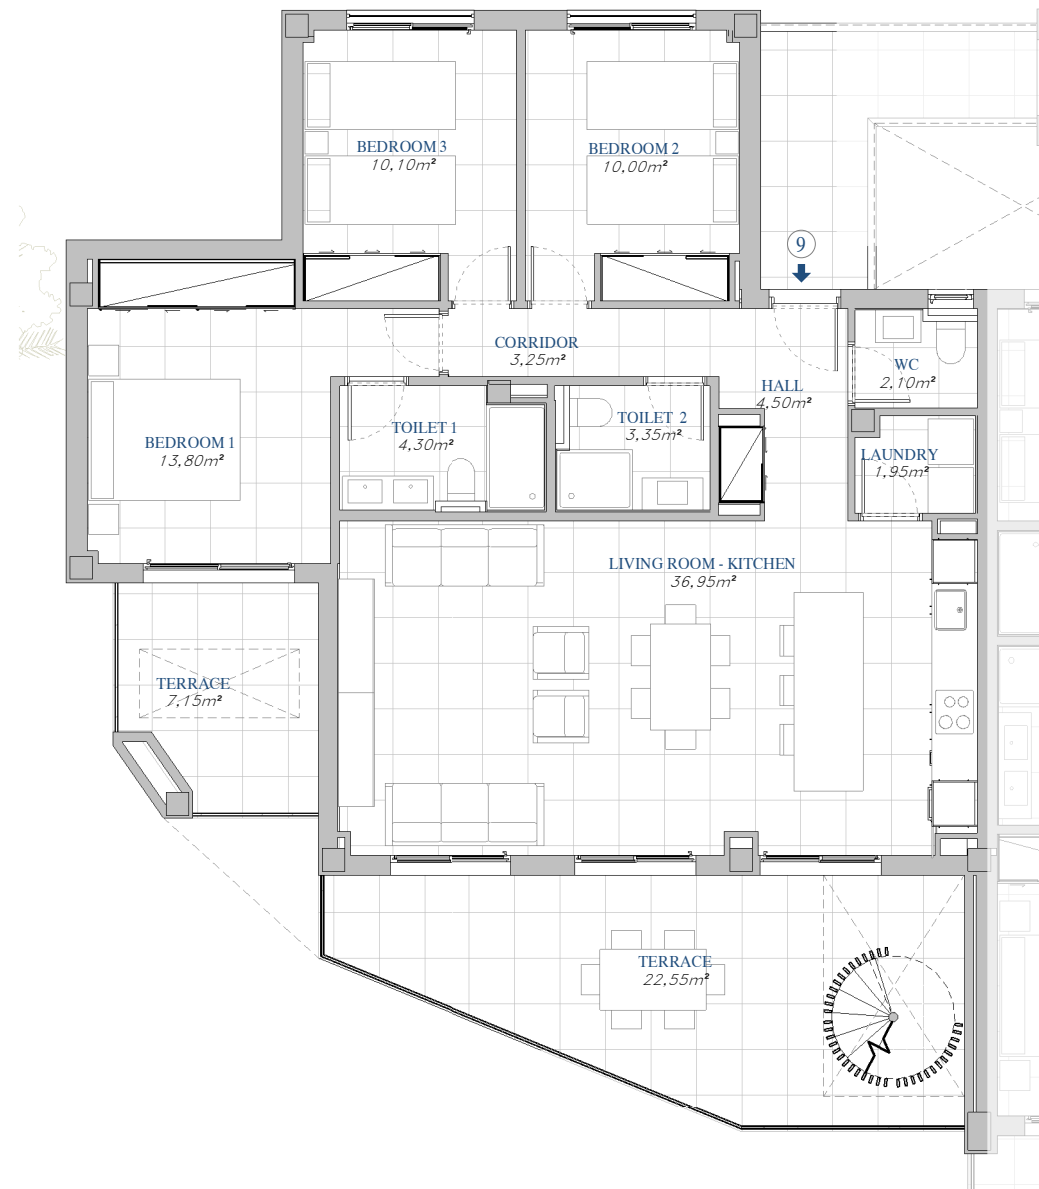 BEDROOM 3
10,10m²
BEDROOM 2
10,00m²
9
CORRIDOR
3,25m²
WC
2,10m²
HALL
4,50m²
TOILET 1
4,30m²
TOILET 2
3,35m²
BEDROOM 1
13,80m²
LAUNDRY
1,95m²
LIVING ROOM - KITCHEN
36,95m²
TERRACE
7,15m²
TERRACE
22,55m²